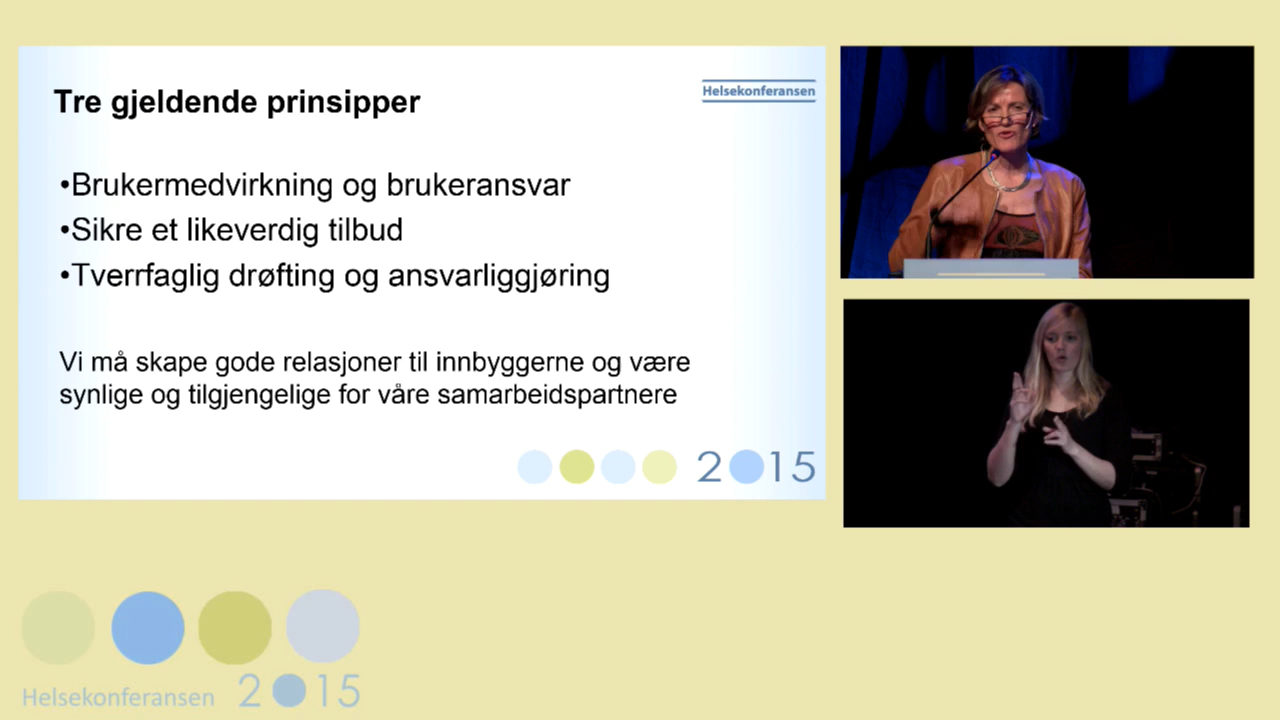 Tre gjeldende prinsipper
Helsekonferansen
•Brukermedvirkning og brukeransvar
•Sikre et likeverdig tilbud
•Tverrfaglig drøfting og ansvarliggjøring
Vi må skape gode relasjoner til innbyggerne og være
synlige og tilgjengelige for våre samarbeidspartnere
2015
Helsekonferansen 2015